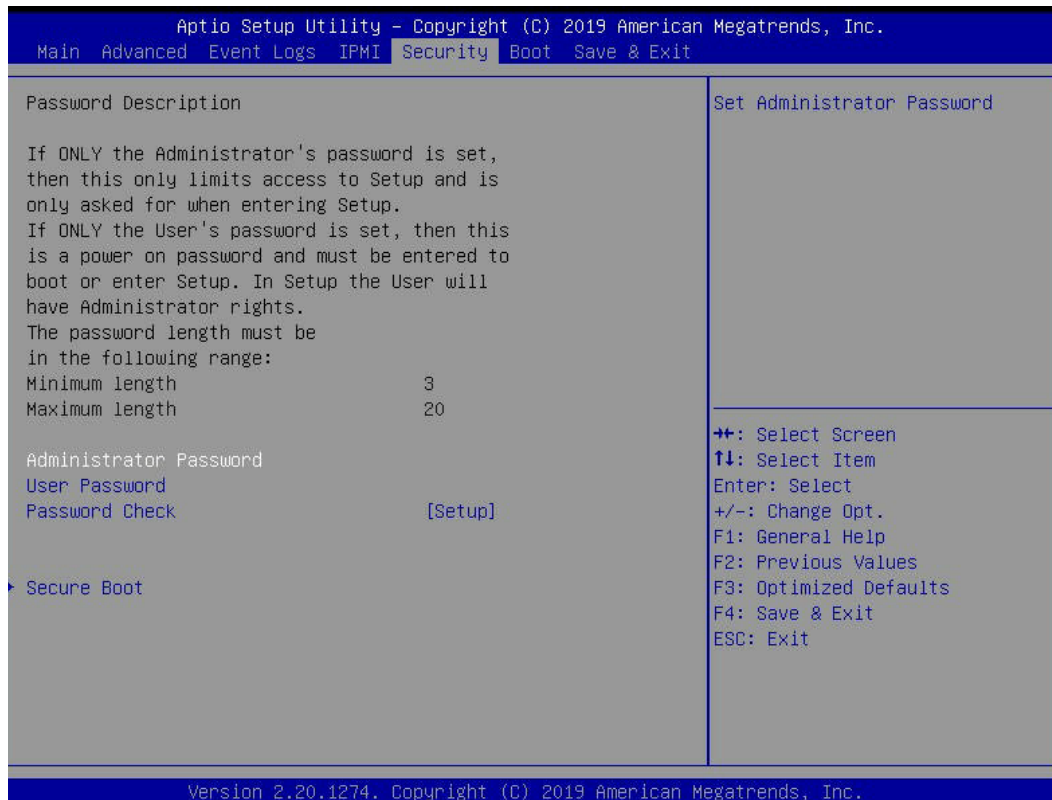 Aptio Setup Utility – Copyright (C) 2019 American Megatrends, Inc.
Main Advanced Event Logs IPMI Security Boot Save & Exit
Password Description
If ONLY the Administrator's password is set,
then this only limits access to Setup and is
only asked for when entering Setup.
If ONLY the User's password is set, then this
is a power on password and must be entered to
boot or enter Setup. In Setup the User will
have Administrator rights.
The password length must be
in the following range:
Minimum length 3
Maximum length 20
Administrator Password
User Password
Password Check [Setup]
Secure Boot
Set Administrator Password
→←: Select Screen
↑↓: Select Item
Enter: Select
+/-: Change Opt.
F1: General Help
F2: Previous Values
F3: Optimized Defaults
F4: Save & Exit
ESC: Exit
Version 2.20.1274. Copyright (C) 2019 American Megatrends, Inc.